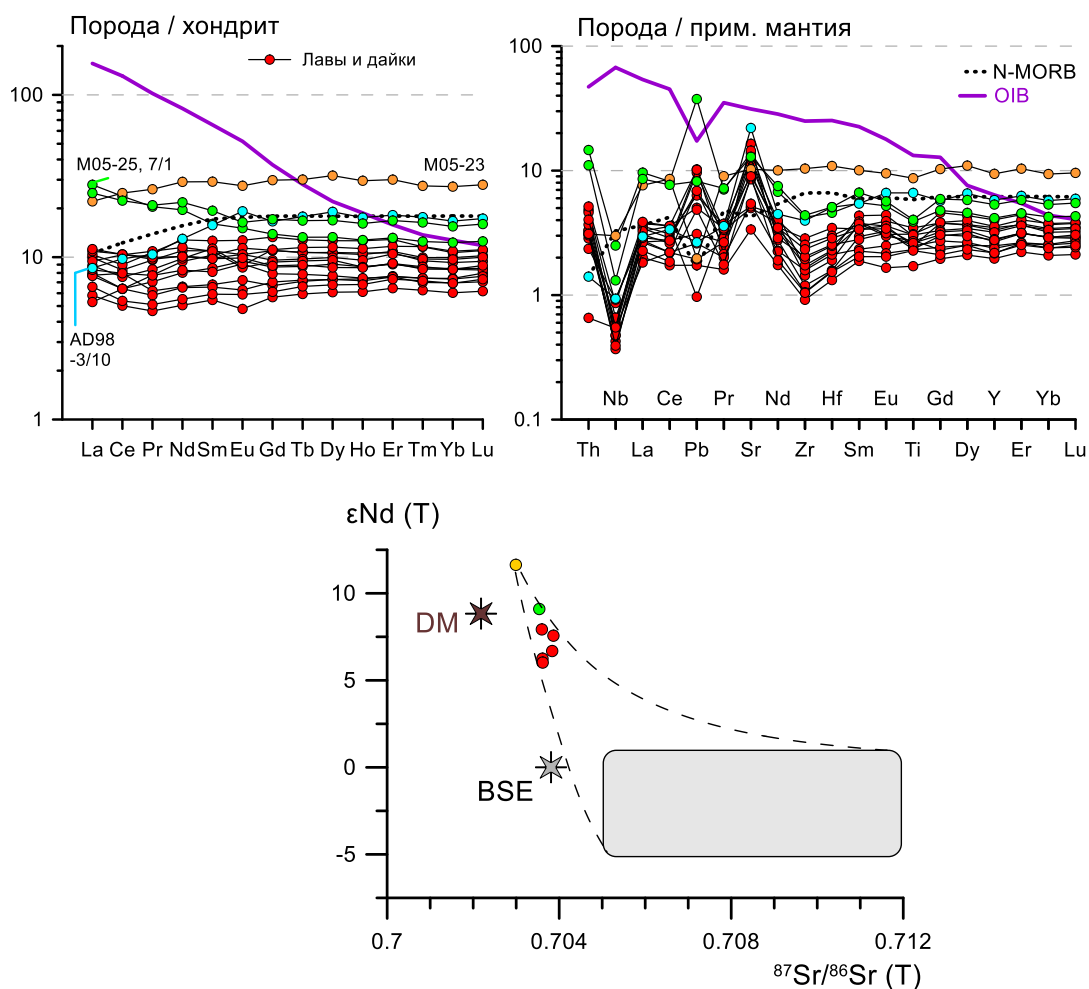 Порода / хондрит
Лавы и дайки
100
10
1
M05-25, 7/1
M05-23
AD98
-3/10
La Ce Pr Nd Sm Eu Gd Tb Dy Ho Er Tm Yb Lu
Порода / прим. мантия
N-MORB
OIB
100
10
1
0.1
Nb Ce Pr Nd Hf Eu Gd Y Yb
Th La Pb Sr Zr Sm Ti Dy Er Lu
εNd (T)
10
5
0
-5
DM
BSE
0.7 0.704 0.708 0.712
⁸⁷Sr/⁸⁶Sr (T)